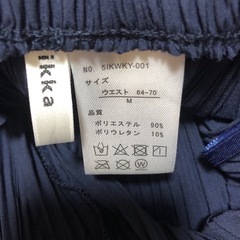 ikka
NO 51KWKY-001
サイズ
ウエスト 64-70
M
品質
ポリエステル 90%
ポリウレタン 10%